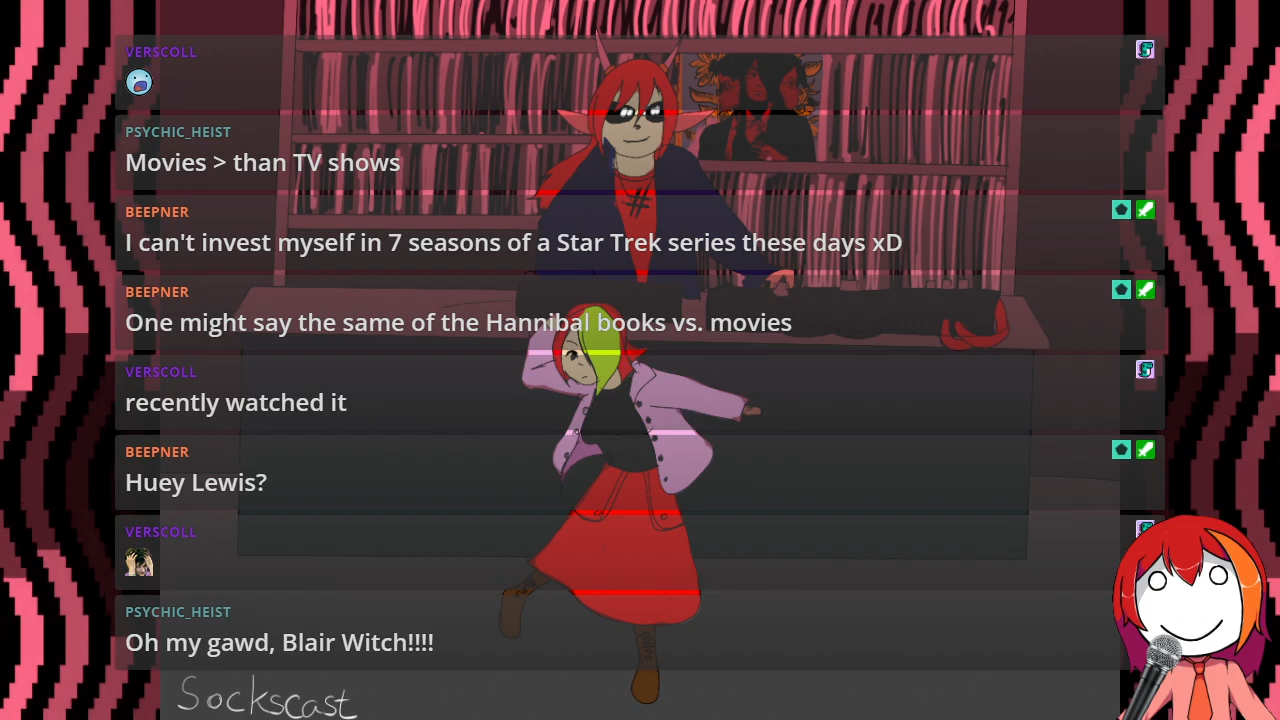 VERSCOLL
PSYCHIC_HEIST
Movies > than TV shows
BEEPNER
I can't invest myself in 7 seasons of a Star Trek series these days xD
BEEPNER
One might say the same of the Hannibal books vs. movies
VERSCOLL
recently watched it
BEEPNER
Huey Lewis?
VERSCOLL
PSYCHIC_HEIST
Oh my gawd, Blair Witch!!!!
Sockscast